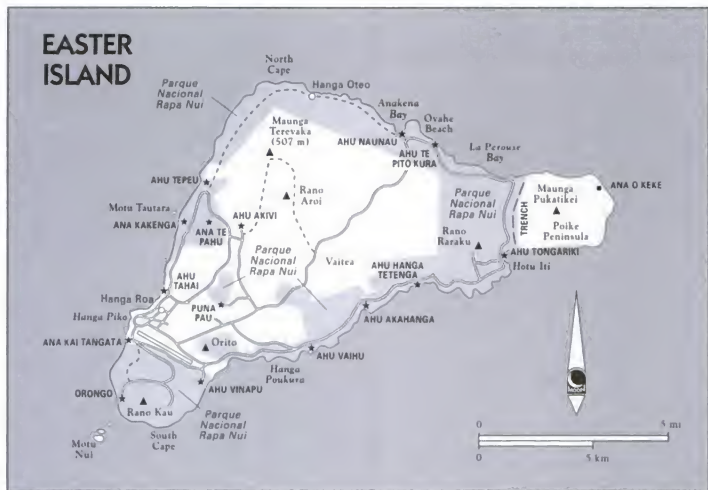 EASTER
ISLAND
North
Cape
Parque
Nacional
Rapa Nui
Hanga Oteo
Anakena
Bay
Ovahe
Beach
Maunga
Terevaka
(507 m)
AHU NAUNAU
AHU TE
PITO KURA
La Perouse
Bay
AHU TEPEU
Rano
Aroi
Parque
Nacional
Rapa Nui
Maunga
Pukatikei
ANA O KEKE
Motu Tautara
ANA KAKENGA
ANA TE
PAHU
AHU AKIVI
Rano
Raraku
TRENCH
Poike
Peninsula
Parque
Nacional
Rapa Nui
Vaitea
AHU TONGARIKI
Hotu Iti
AHU
TAHAI
AHU HANGA
TETENGA
Hanga Roa
Hanga Piko
PUNA
PAU
AHU AKAHANGA
ANA KAI TANGATA
Orito
AHU VAIHU
Hanga
Poukura
AHU VINAPU
ORONGO
Rano Kau
Parque
Nacional
Rapa Nui
Motu
Nui
South
Cape
MOON
0 5 mi
0 5 km